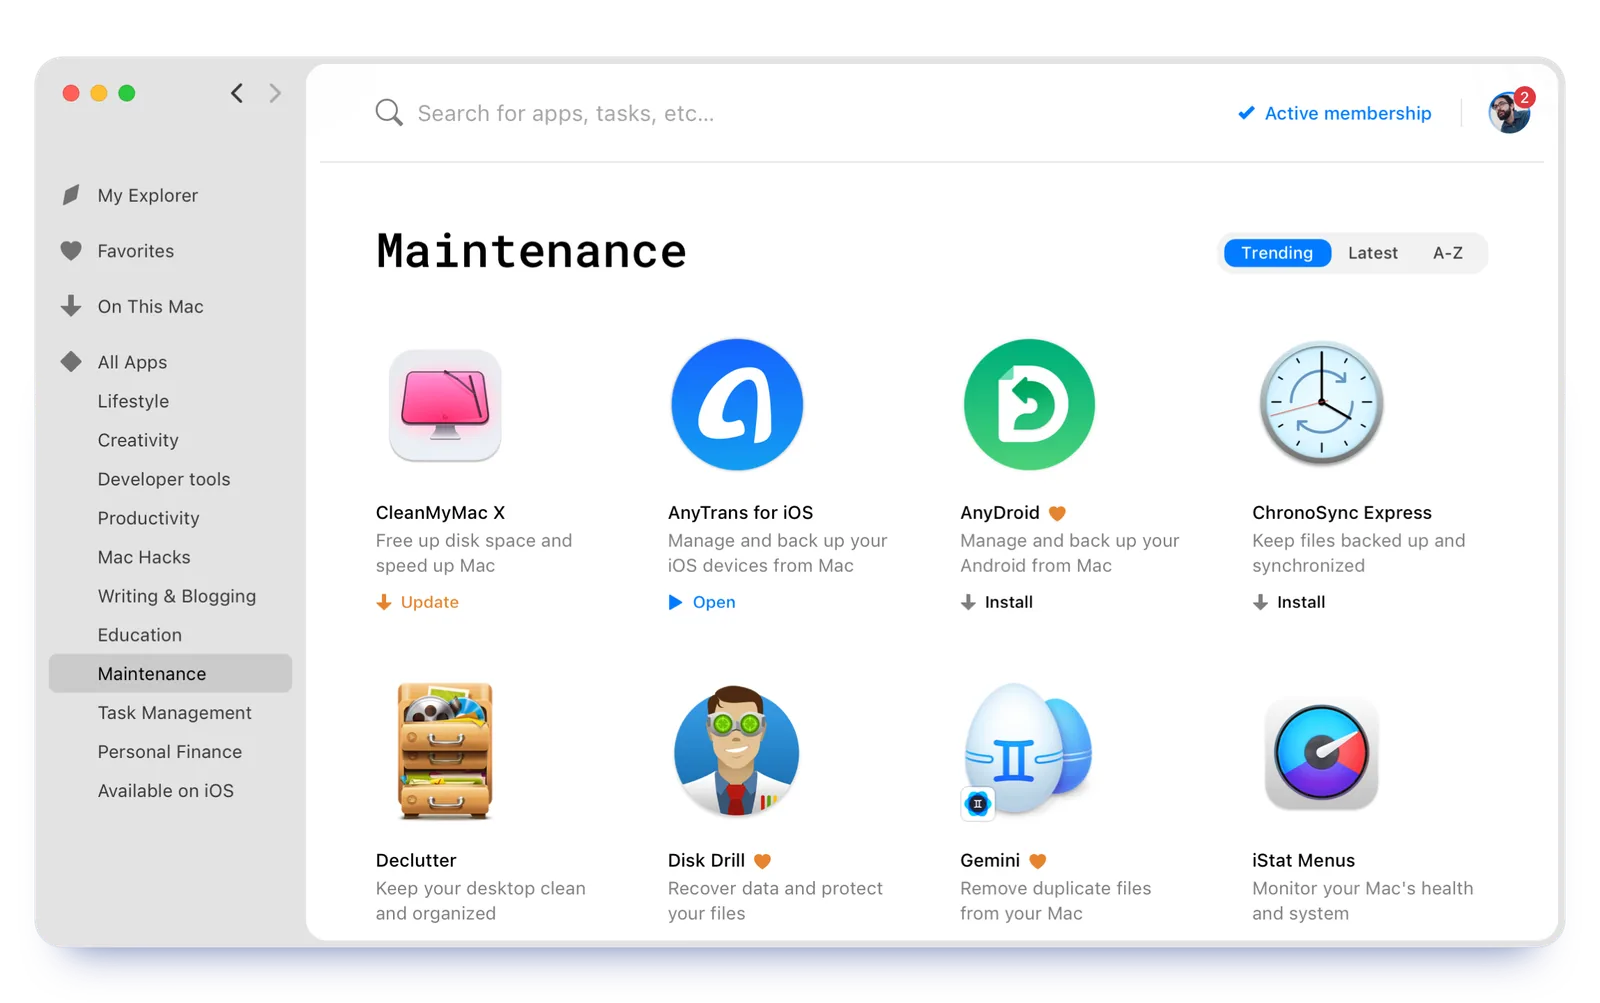 Search for apps, tasks, etc...
Active membership
2
My Explorer
Favorites
On This Mac
All Apps
Lifestyle
Creativity
Developer tools
Productivity
Mac Hacks
Writing & Blogging
Education
Maintenance
Task Management
Personal Finance
Available on iOS
Maintenance
Trending Latest A-Z
CleanMyMac X
Free up disk space and
speed up Mac
Update
AnyTrans for iOS
Manage and back up your
iOS devices from Mac
Open
AnyDroid
Manage and back up your
Android from Mac
Install
ChronoSync Express
Keep files backed up and
synchronized
Install
Declutter
Keep your desktop clean
and organized
Disk Drill
Recover data and protect
your files
Gemini
Remove duplicate files
from your Mac
iStat Menus
Monitor your Mac's health
and system